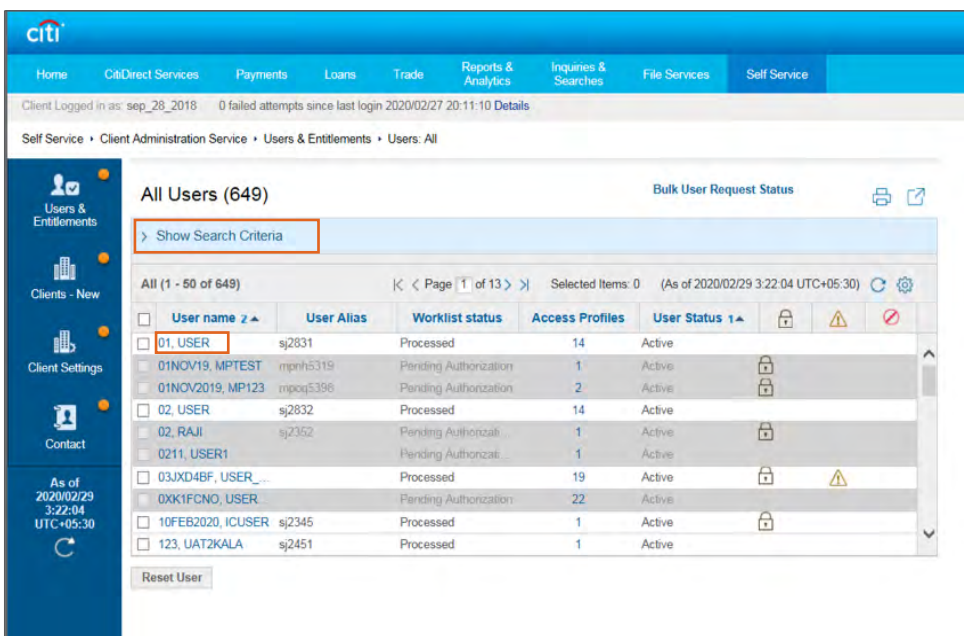 citi
Home CitiDirect Services Payments Loans Trade Reports & Analytics Inquiries & Searches File Services Self Service
Client Logged in as: sep_28_2018 0 failed attempts since last login 2020/02/27 20:11:10 Details
Self Service › Client Administration Service › Users & Entitlements › Users: All
Users & Entitlements
Clients - New
Client Settings
Contact
As of
2020/02/29
3:22:04
UTC+05:30
All Users (649) Bulk User Request Status
> Show Search Criteria
All (1 - 50 of 649) Page 1 of 13 Selected Items: 0 (As of 2020/02/29 3:22:04 UTC+05:30)
User name 2 User Alias Worklist status Access Profiles User Status 1
01, USER sj2831 Processed 14 Active
01NOV19, MPTEST mpnh5319 Pending Authorization 1 Active
01NOV2019, MP123 Pending Authorization 2 Active
02, USER sj2832 Processed 14 Active
02, RAJI sj2352 Pending Authorizati... 1 Active
0211, USER1 Pending Authorizati... 1 Active
03JXD4BF, USER_... Processed 19 Active
0XK1FCNO, USER... Pending Authorization 22 Active
10FEB2020, ICUSER sj2345 Processed 1 Active
123, UAT2KALA sj2451 Processed 1 Active
Reset User